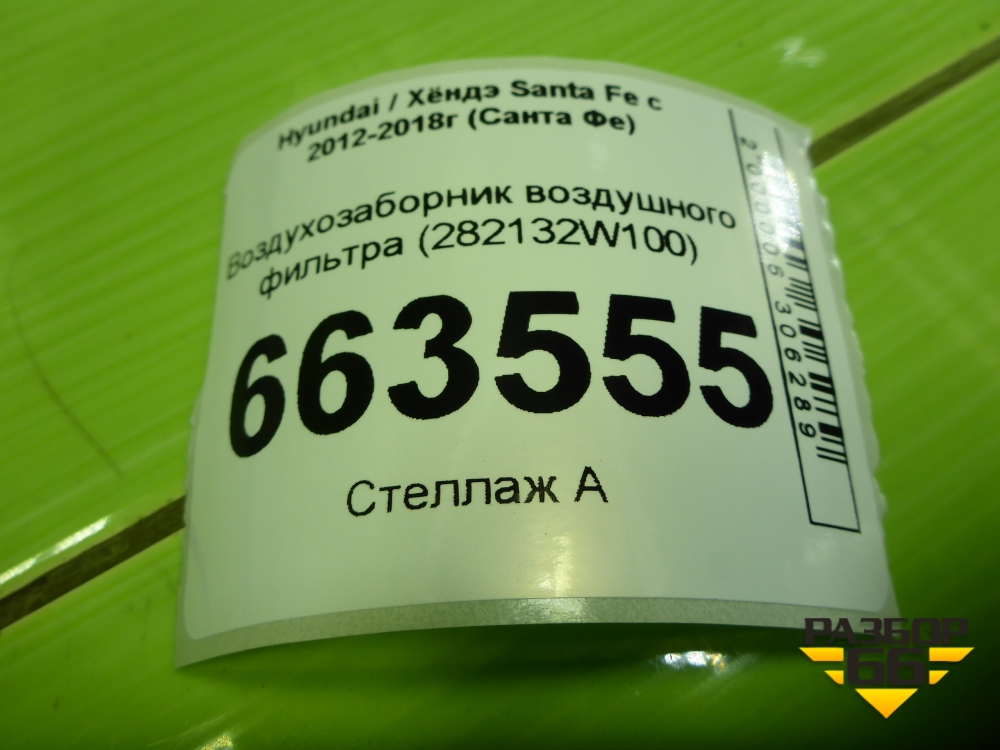 Hyundai / Хёндэ Santa Fe с
2012-2018г (Санта Фе)
Воздухозаборник воздушного
фильтра (282132W100)
663555
Стеллаж А
2000006306289
РАЗБОР
66